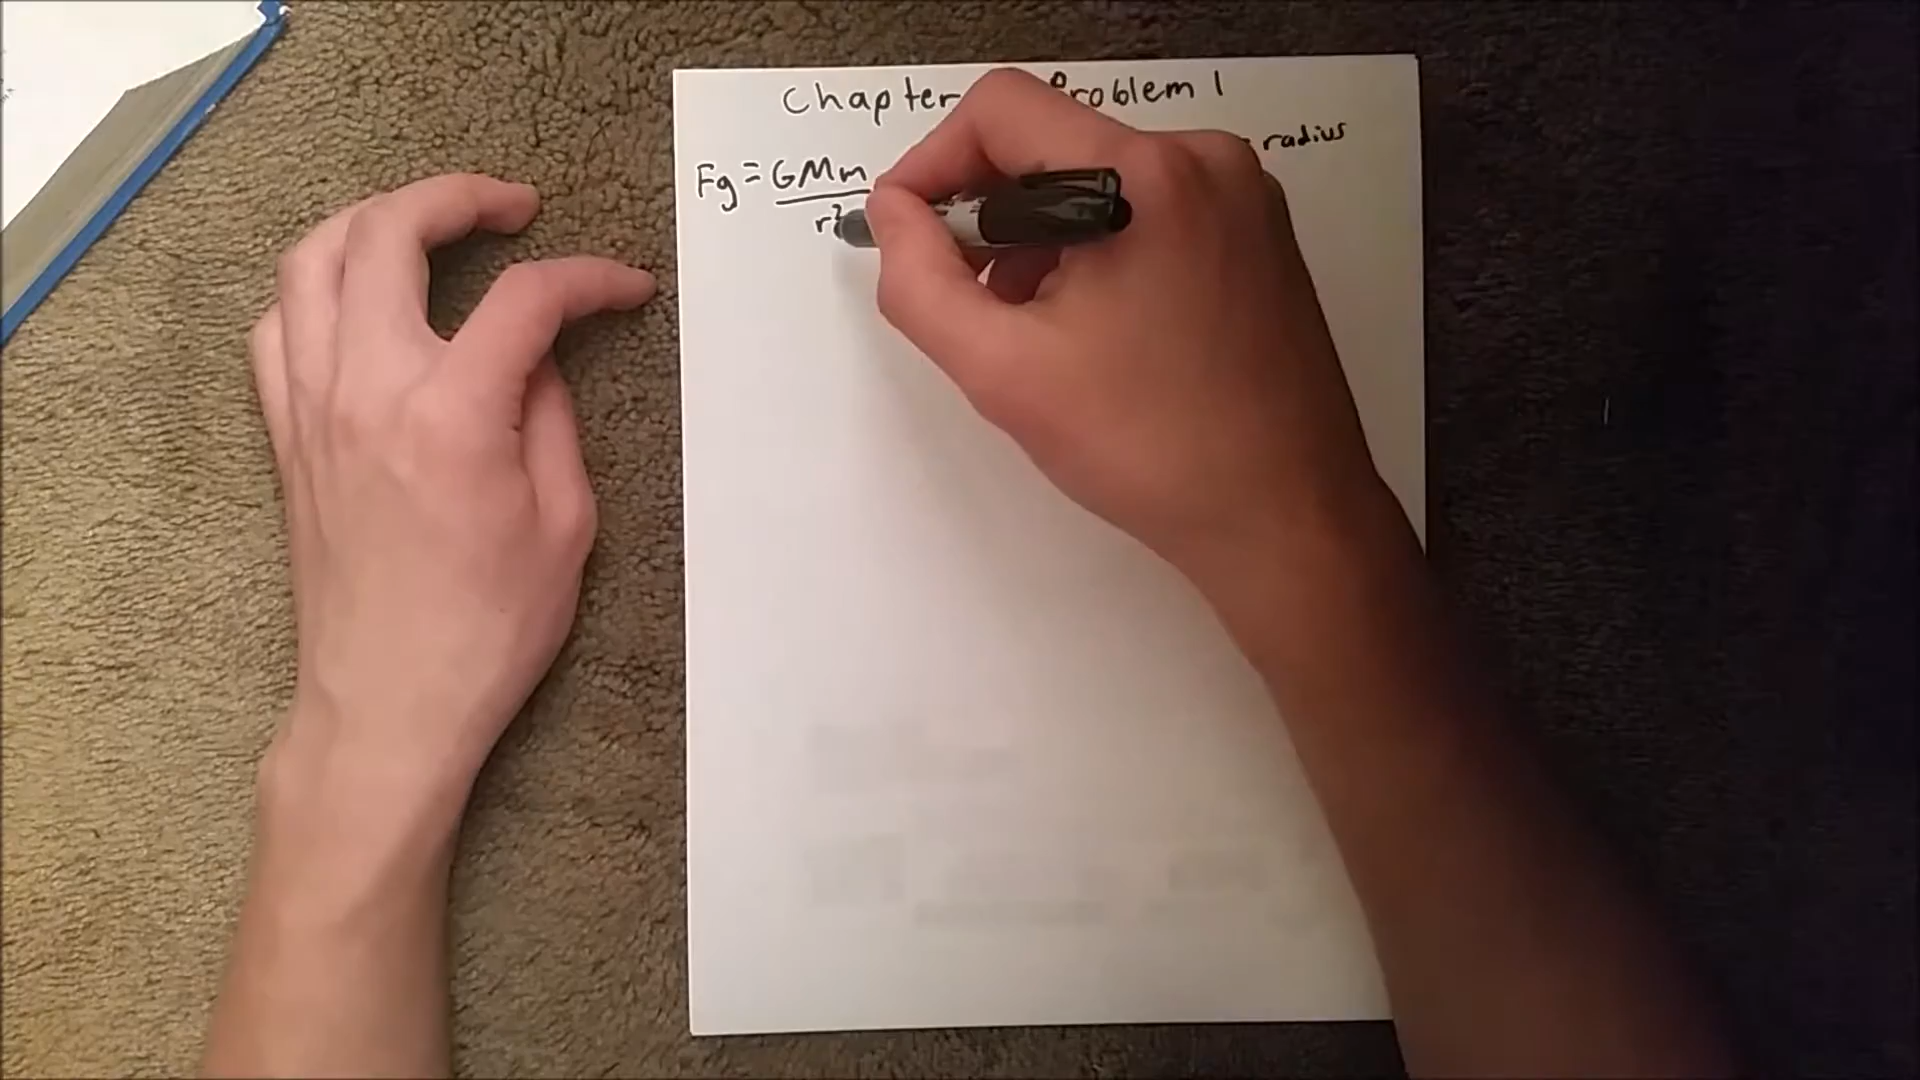 Chapter Problem 1
radius
Fg = GMm
r²